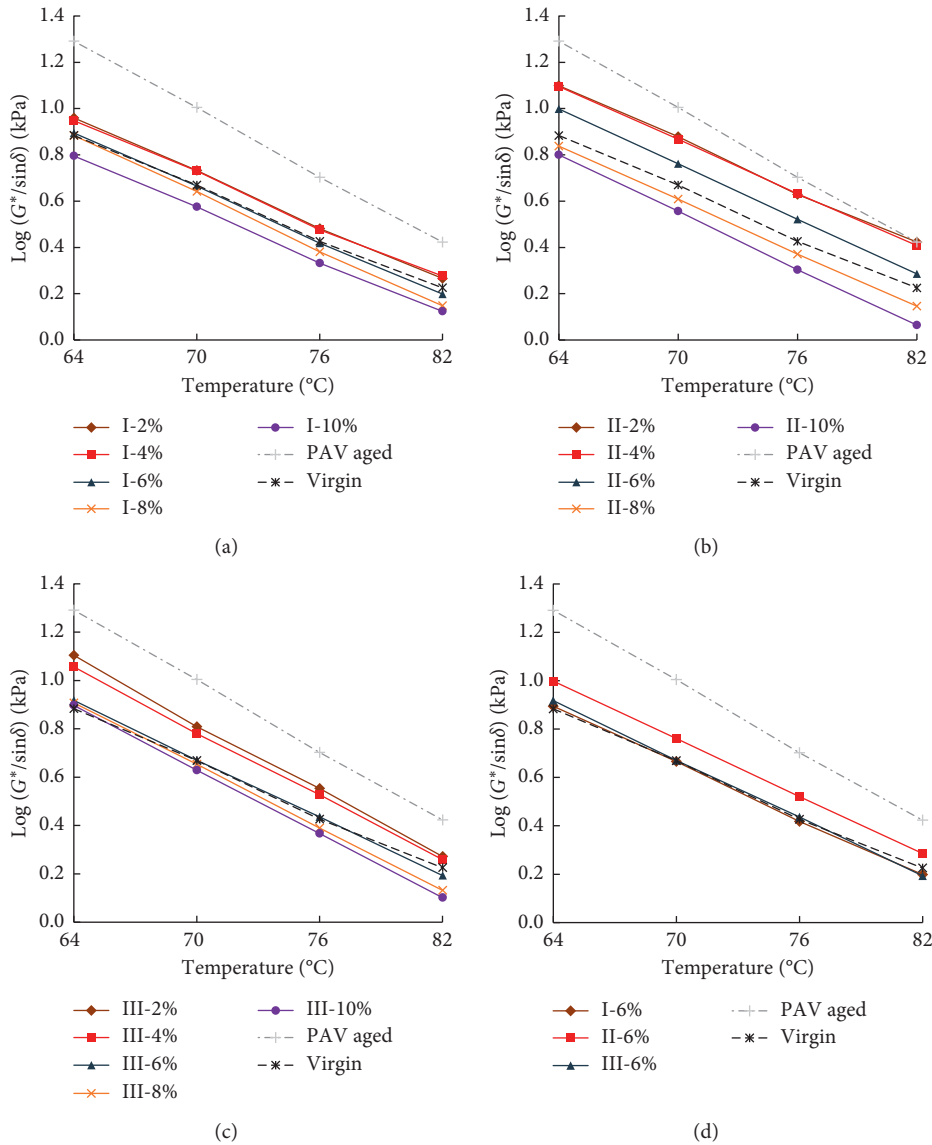 1.4
1.2
1.0
0.8
0.6
0.4
0.2
0.0
Log (G*/sinδ) (kPa)
64 70 76 82
Temperature (°C)
I-2%
I-4%
I-6%
I-8%
I-10%
PAV aged
Virgin
(a)
1.4
1.2
1.0
0.8
0.6
0.4
0.2
0.0
Log (G*/sinδ) (kPa)
64 70 76 82
Temperature (°C)
II-2%
II-4%
II-6%
II-8%
II-10%
PAV aged
Virgin
(b)
1.4
1.2
1.0
0.8
0.6
0.4
0.2
0.0
Log (G*/sinδ) (kPa)
64 70 76 82
Temperature (°C)
III-2%
III-4%
III-6%
III-8%
III-10%
PAV aged
Virgin
(c)
1.4
1.2
1.0
0.8
0.6
0.4
0.2
0.0
Log (G*/sinδ) (kPa)
64 70 76 82
Temperature (°C)
I-6%
II-6%
III-6%
PAV aged
Virgin
(d)